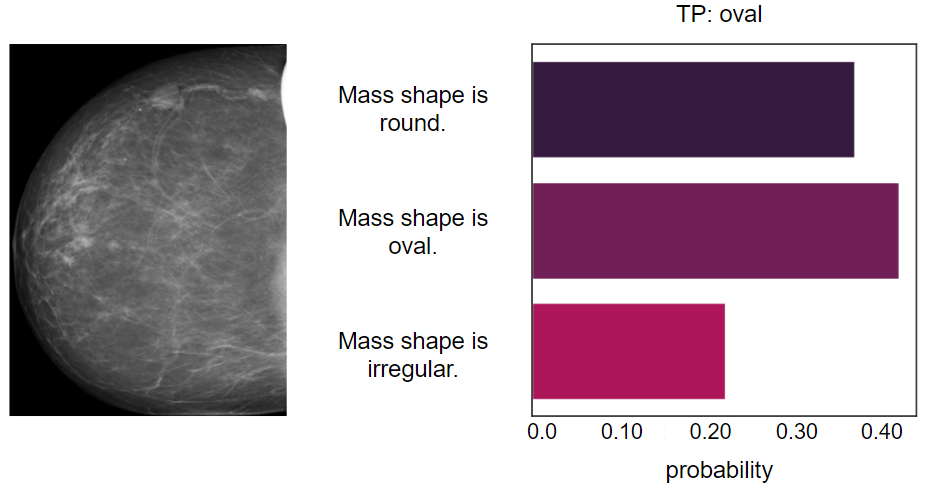 TP: oval
Mass shape is
round.
Mass shape is
oval.
Mass shape is
irregular.
0.0 0.10 0.20 0.30 0.40
probability